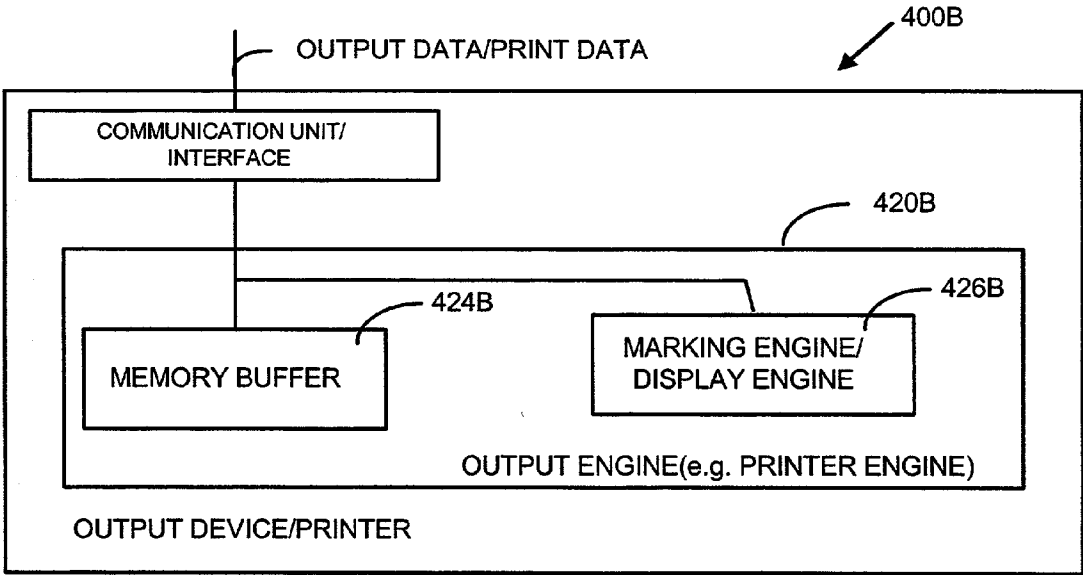 400B
OUTPUT DATA/PRINT DATA
COMMUNICATION UNIT/
INTERFACE
420B
424B
426B
MEMORY BUFFER
MARKING ENGINE/
DISPLAY ENGINE
OUTPUT ENGINE(e.g. PRINTER ENGINE)
OUTPUT DEVICE/PRINTER